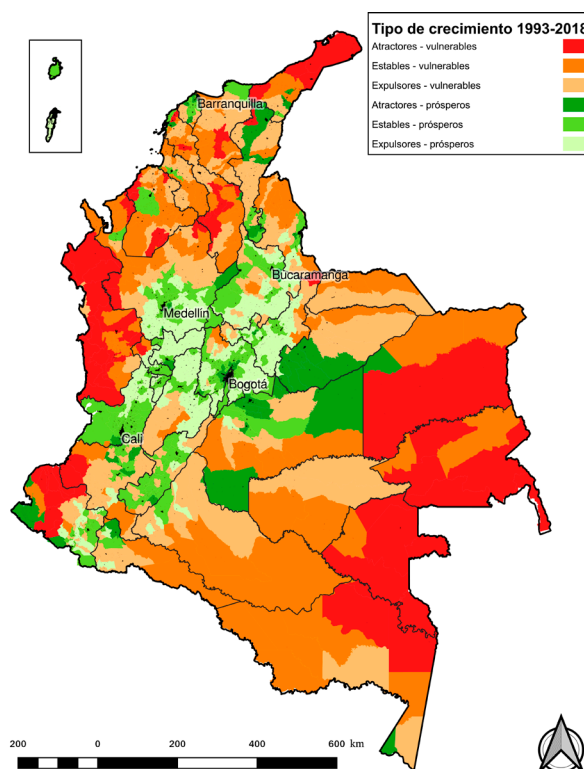 Tipo de crecimiento 1993-2018
Atractores - vulnerables
Estables - vulnerables
Expulsores - vulnerables
Atractores - prósperos
Estables - prósperos
Expulsores - prósperos
Barranquilla
Bucaramanga
Medellín
Bogotá
Cali
200 0 200 400 600 km